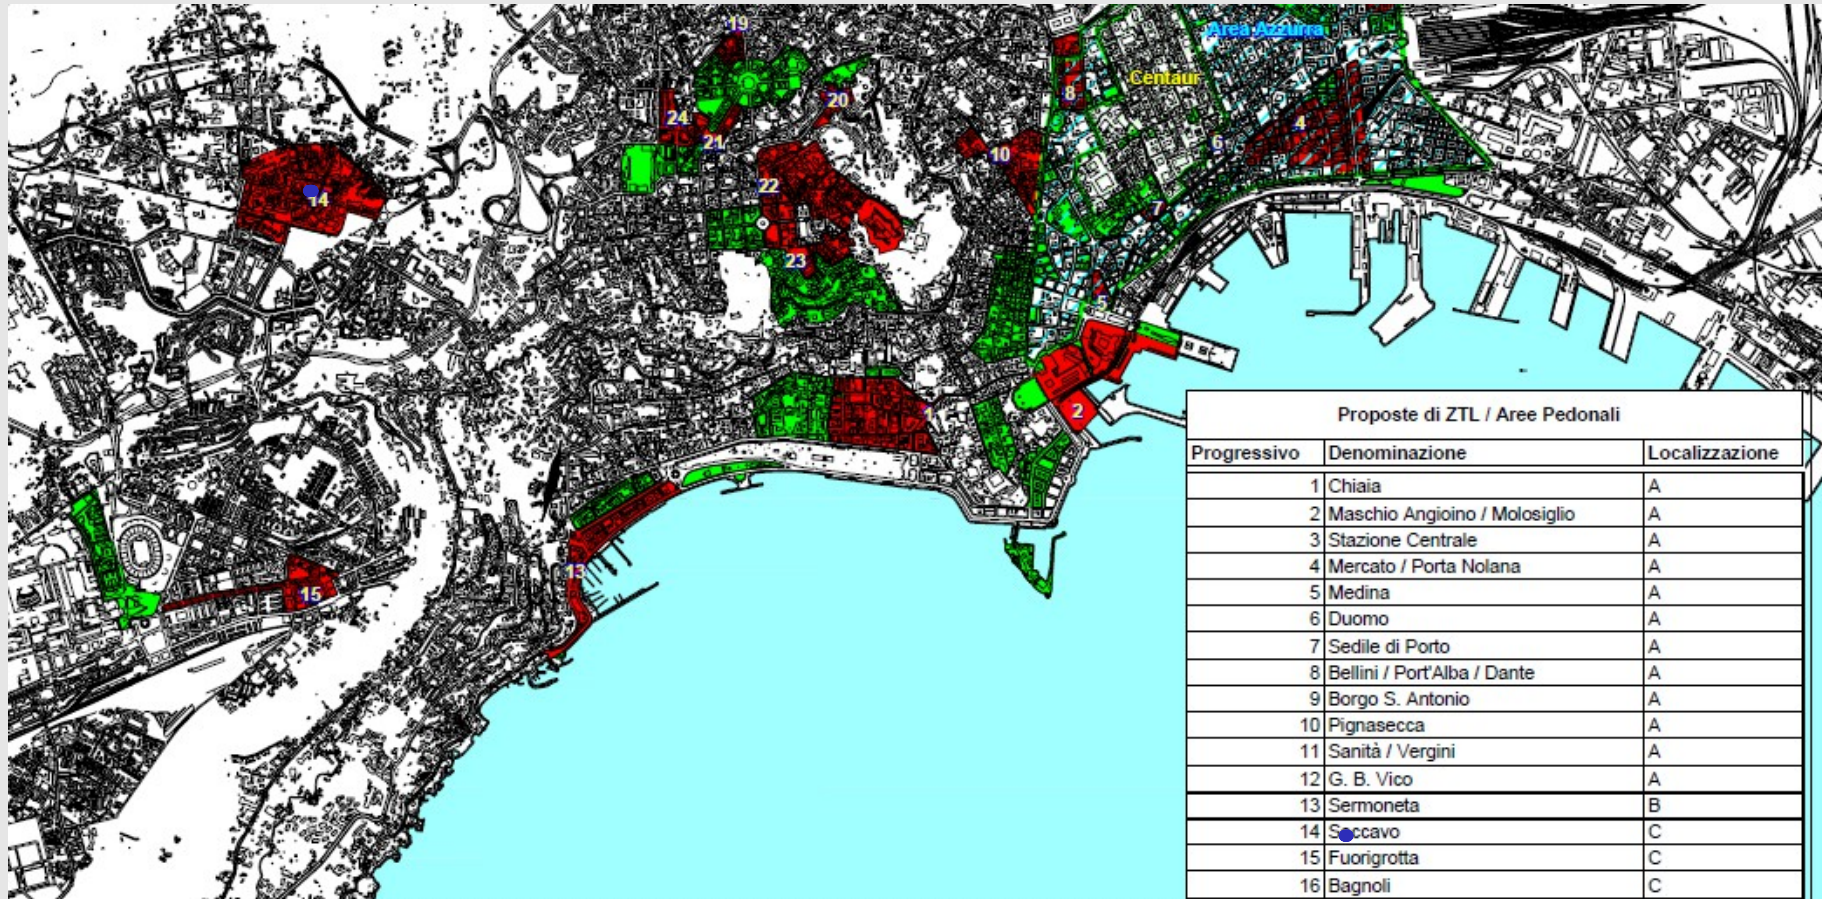 19
Area Azzurra
Centaur
8
20
24
4
21
6
10
22
14
7
23
5
1
2
13
15
Proposte di ZTL / Aree Pedonali
Progressivo Denominazione Localizzazione
1 Chiaia A
2 Maschio Angioino / Molosiglio A
3 Stazione Centrale A
4 Mercato / Porta Nolana A
5 Medina A
6 Duomo A
7 Sedile di Porto A
8 Bellini / Port'Alba / Dante A
9 Borgo S. Antonio A
10 Pignasecca A
11 Sanità / Vergini A
12 G. B. Vico A
13 Sermoneta B
14 Soccavo C
15 Fuorigrotta C
16 Bagnoli C